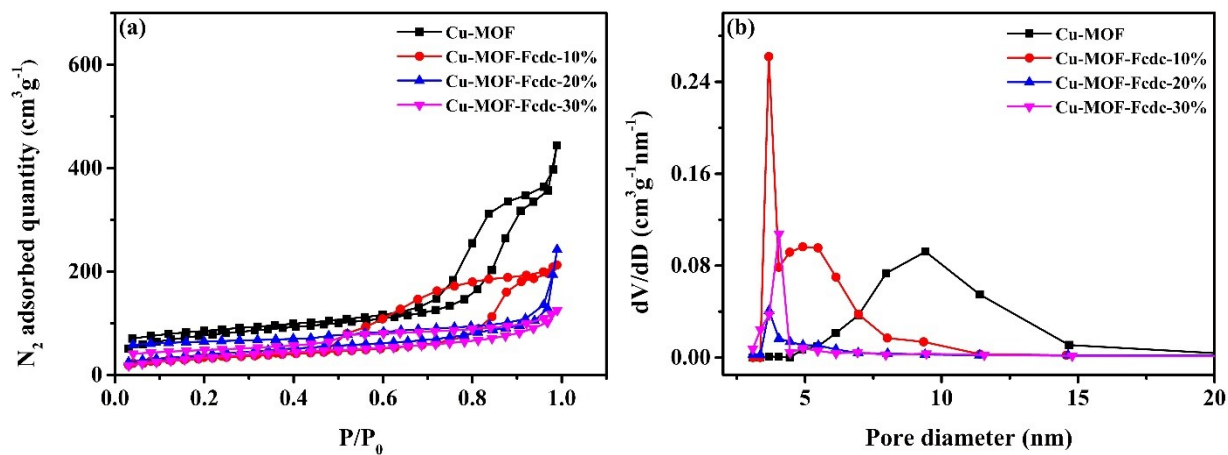 (a)
Cu-MOF
Cu-MOF-Fcdc-10%
Cu-MOF-Fcdc-20%
Cu-MOF-Fcdc-30%
N₂ adsorbed quantity (cm³g⁻¹)
600
400
200
0
0.0 0.2 0.4 0.6 0.8 1.0
P/P₀
(b)
Cu-MOF
Cu-MOF-Fcdc-10%
Cu-MOF-Fcdc-20%
Cu-MOF-Fcdc-30%
dV/dD (cm³g⁻¹nm⁻¹)
0.24
0.16
0.08
0.00
5 10 15 20
Pore diameter (nm)